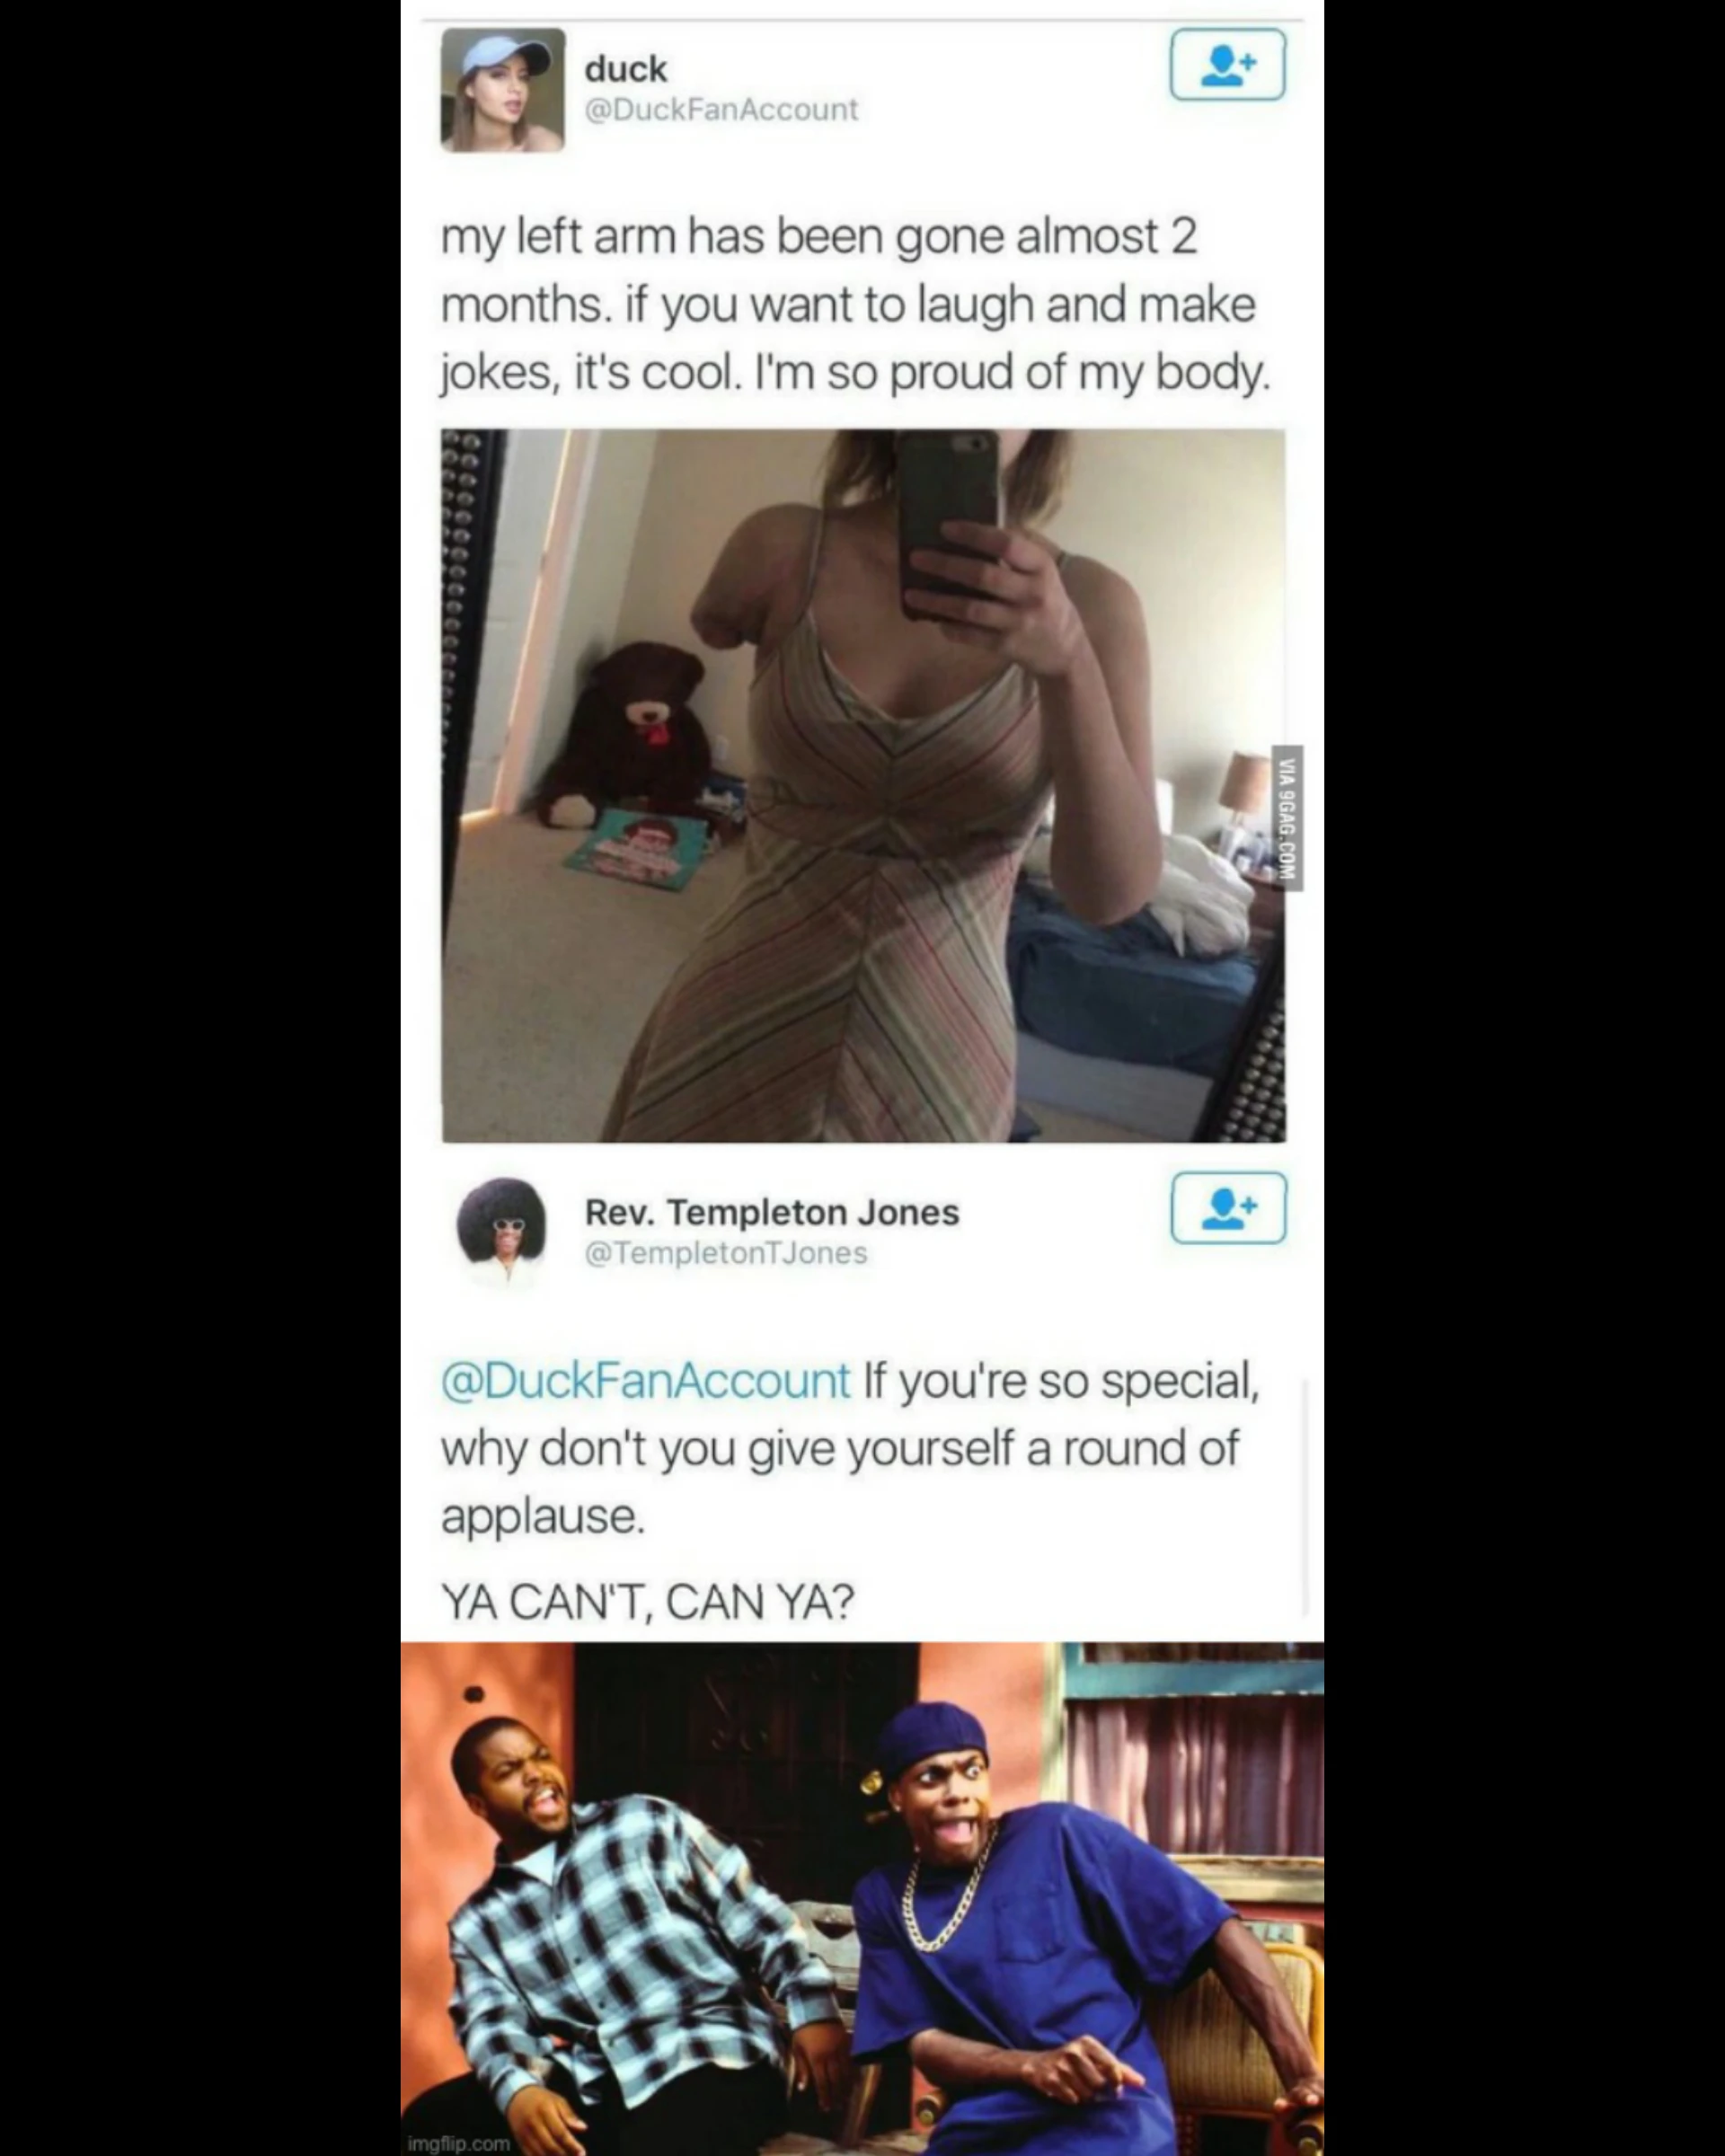 duck
@DuckFanAccount
my left arm has been gone almost 2
months. if you want to laugh and make
jokes, it's cool. I'm so proud of my body.
VIA 9GAG.COM
Rev. Templeton Jones
@TempletonTJones
@DuckFanAccount If you're so special,
why don't you give yourself a round of
applause.
YA CAN'T, CAN YA?
imgflip.com